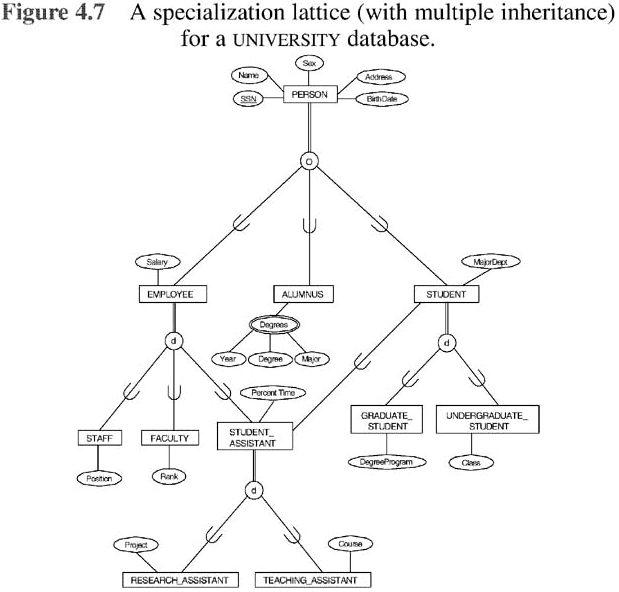 Figure 4.7 A specialization lattice (with multiple inheritance)
for a UNIVERSITY database.
Sex
Name
Address
SSN
PERSON
BirthDate
o
Salary
MajorDept
EMPLOYEE
ALUMNUS
STUDENT
Degrees
d
d
Year
Degree
Major
Percent Time
GRADUATE_
STUDENT
UNDERGRADUATE_
STUDENT
STAFF
FACULTY
STUDENT_
ASSISTANT
Position
Rank
DegreeProgram
Class
d
Project
Course
RESEARCH_ASSISTANT
TEACHING_ASSISTANT